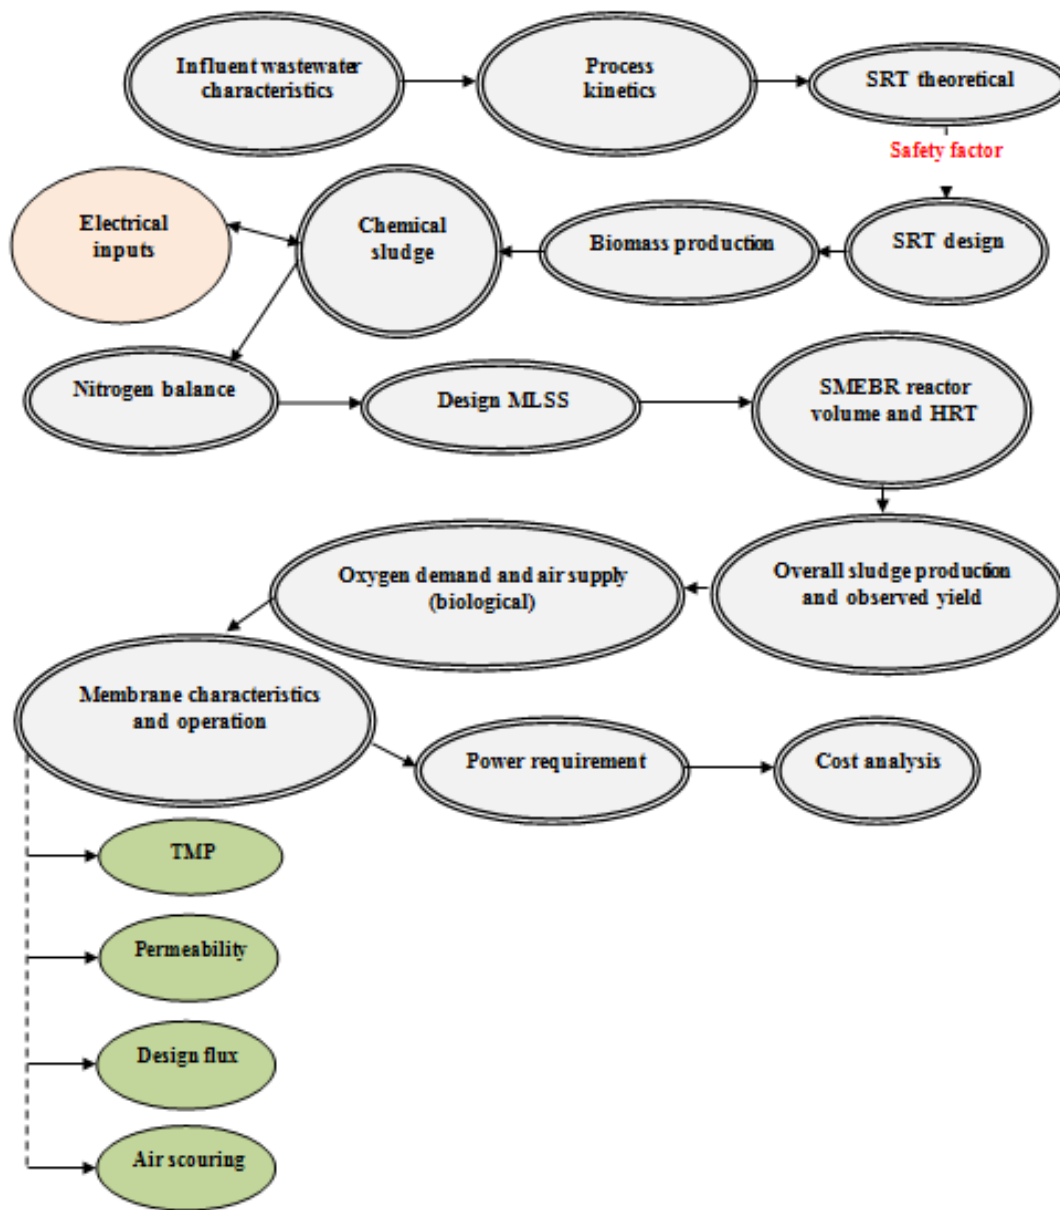 Influent wastewater
characteristics
Process
kinetics
SRT theoretical
Safety factor
Electrical
inputs
Chemical
sludge
Biomass production
SRT design
Nitrogen balance
Design MLSS
SMEBR reactor
volume and HRT
Oxygen demand and air supply
(biological)
Overall sludge production
and observed yield
Membrane characteristics
and operation
Power requirement
Cost analysis
TMP
Permeability
Design flux
Air scouring